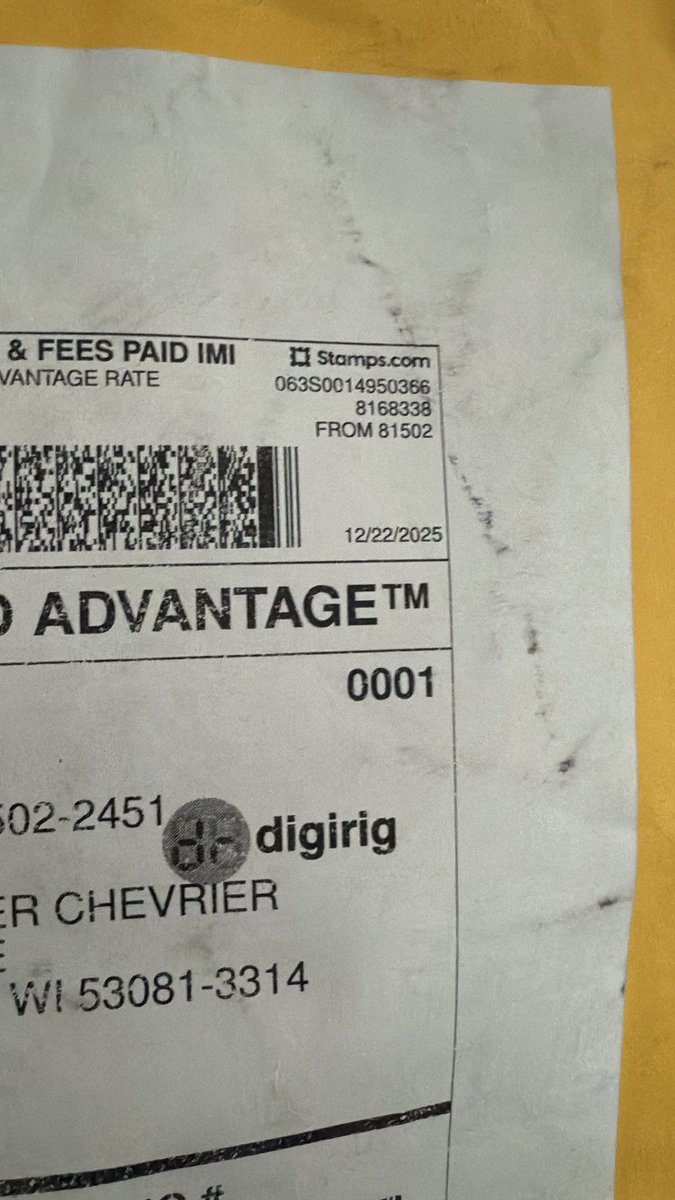 & FEES PAID IMI
VANTAGE RATE
Stamps.com
063S0014950366
8168338
FROM 81502
12/22/2025
ADVANTAGE™
0001
502-2451
dr digirig
ER CHEVRIER
E
WI 53081-3314
#